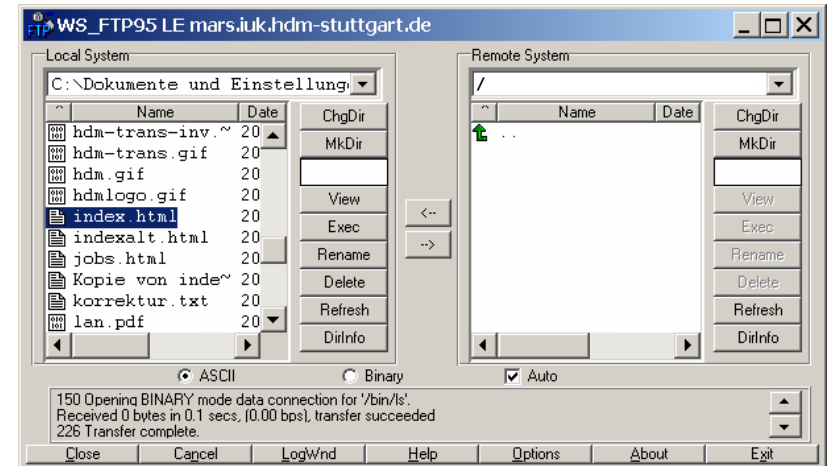 WS_FTP95 LE mars.iuk.hdm-stuttgart.de
Local System
C:\Dokumente und Einstellung
^ Name Date
hdm-trans-inv.~ 20
hdm-trans.gif 20
hdm.gif 20
hdmlogo.gif 20
index.html 20
indexalt.html 20
jobs.html 20
Kopie von inde~ 20
korrektur.txt 20
lan.pdf 20
ChgDir
MkDir
View
Exec
Rename
Delete
Refresh
DirInfo
<--
-->
Remote System
/
^ Name Date
..
ChgDir
MkDir
View
Exec
Rename
Delete
Refresh
DirInfo
ASCII Binary Auto
150 Opening BINARY mode data connection for '/bin/ls'.
Received 0 bytes in 0.1 secs, (0.00 bps), transfer succeeded
226 Transfer complete.
Close Cancel LogWnd Help Options About Exit